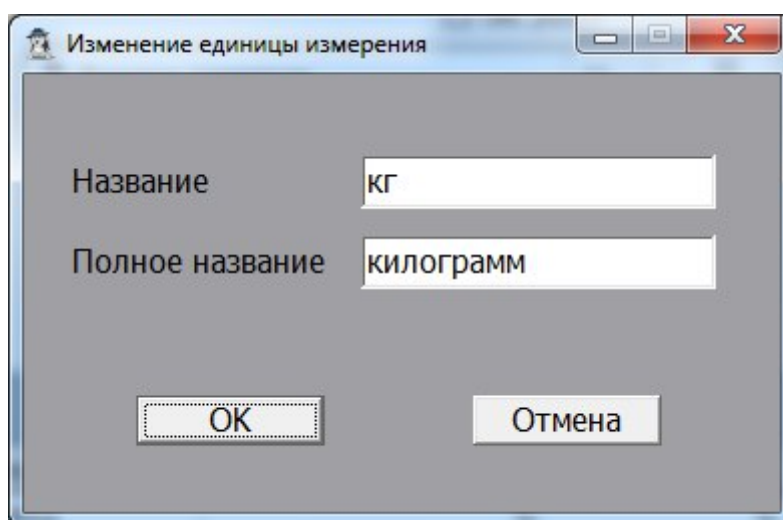 Изменение единицы измерения
Название кг
Полное название килограмм
OK Отмена